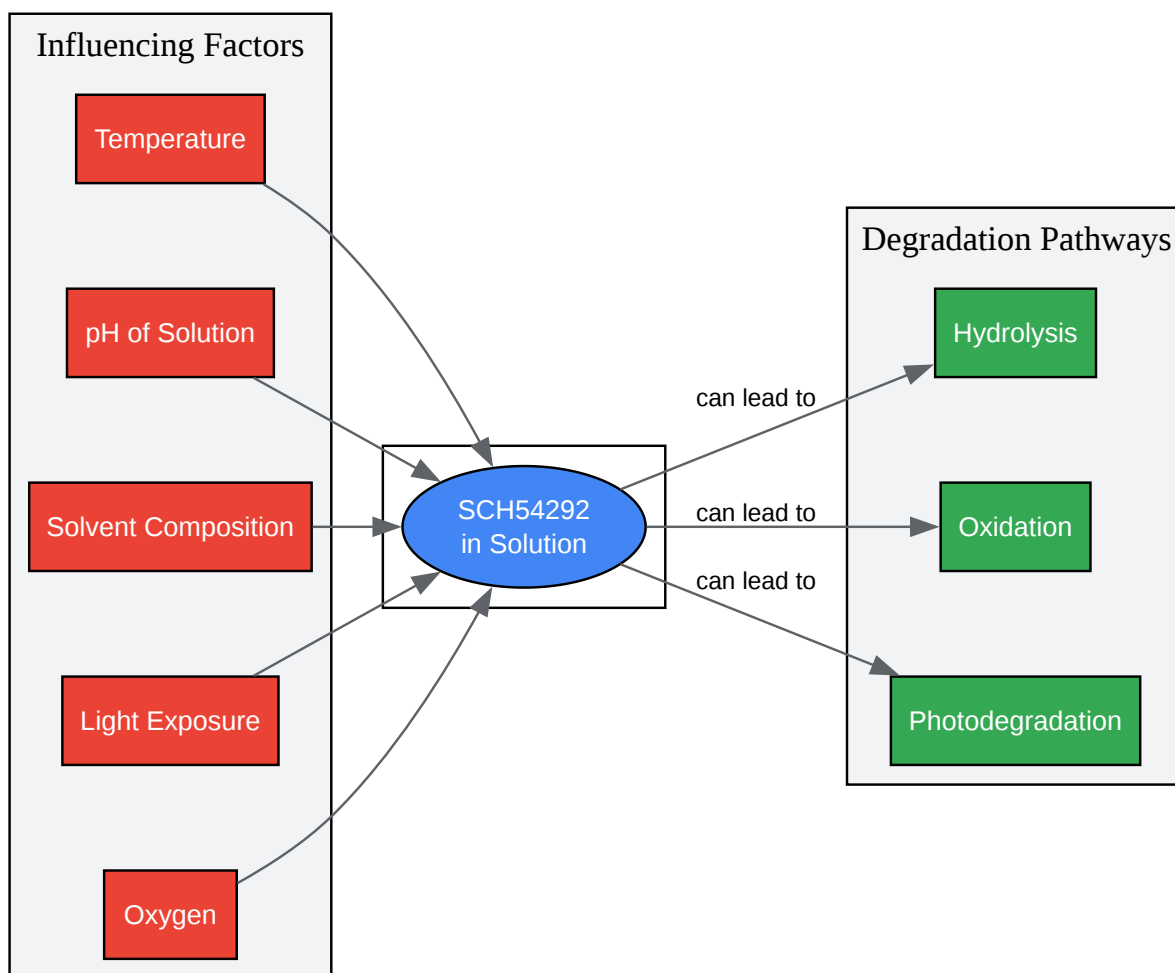 Influencing Factors
Temperature
pH of Solution
Solvent Composition
Light Exposure
Oxygen
SCH54292
in Solution
can lead to
can lead to
can lead to
Degradation Pathways
Hydrolysis
Oxidation
Photodegradation